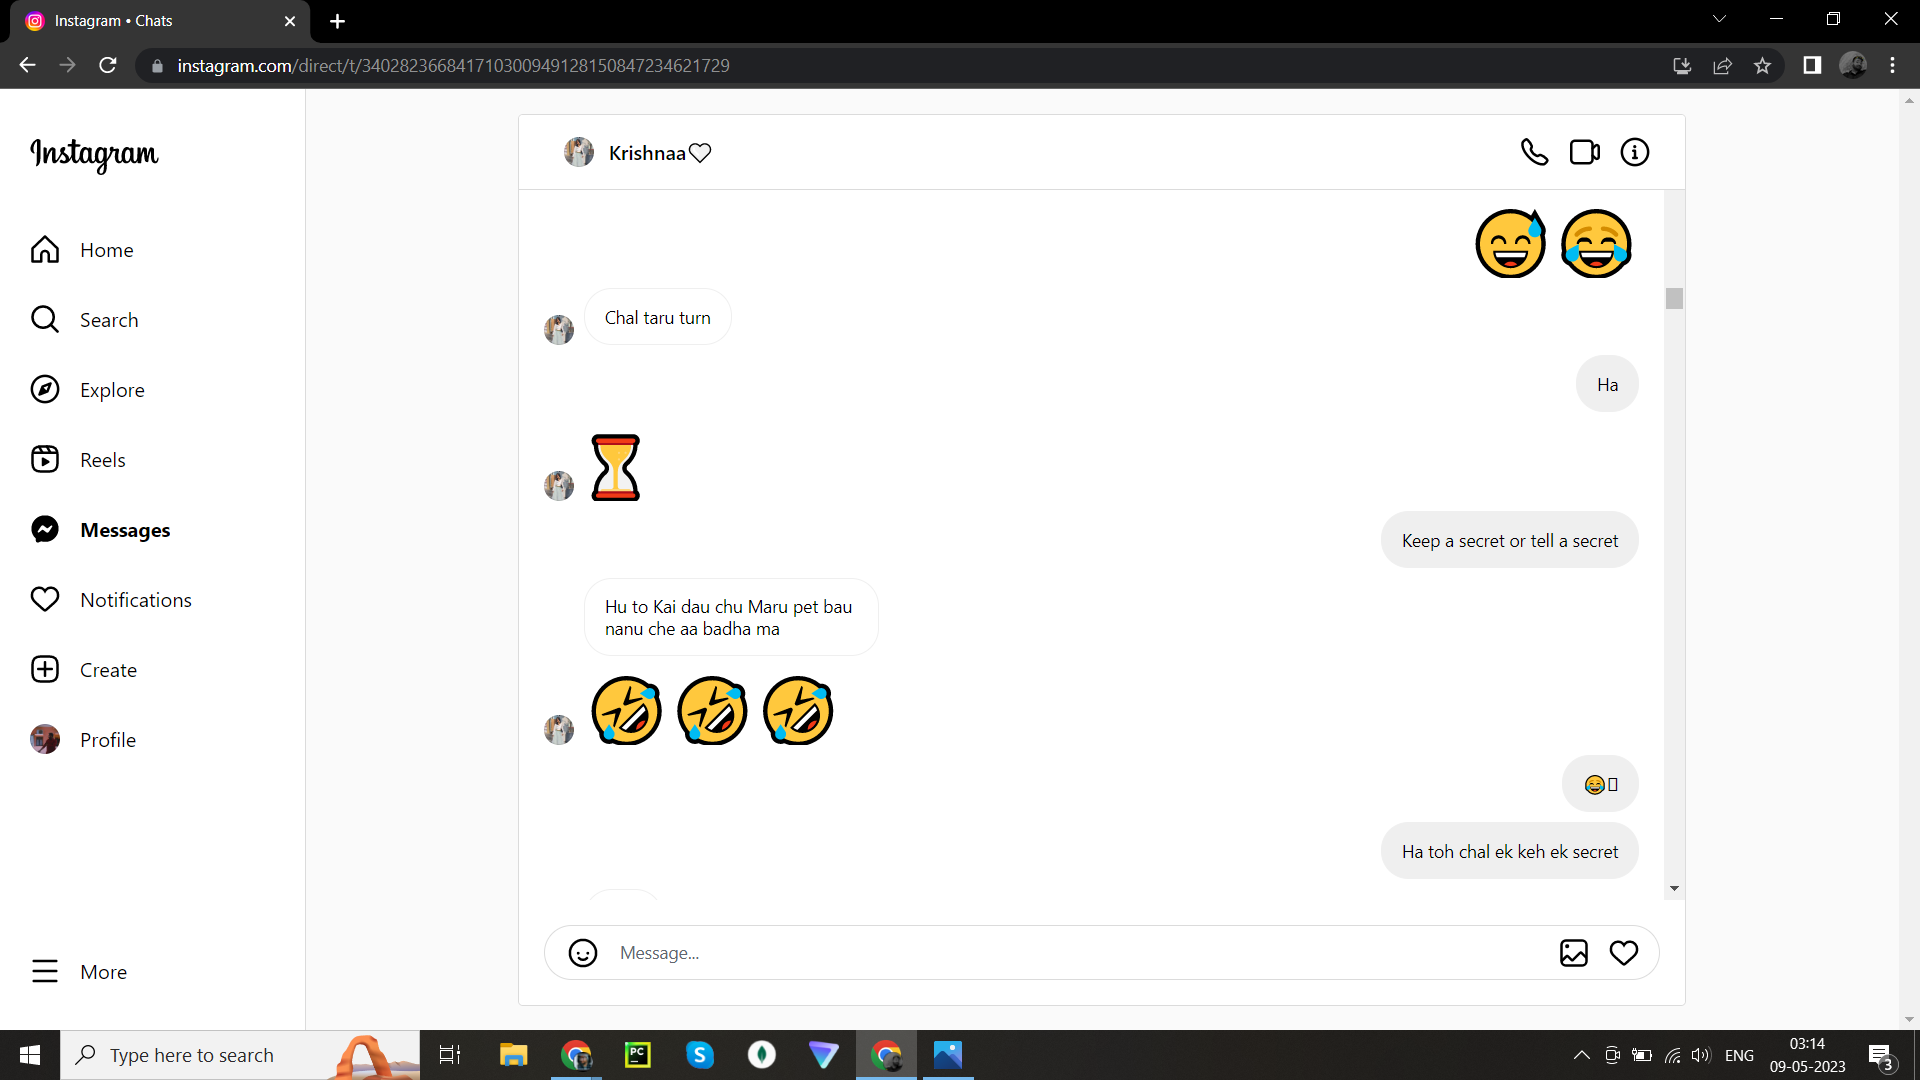 Instagram • Chats
instagram.com/direct/t/340282366841710300949128150847234621729
Instagram
Home
Search
Explore
Reels
Messages
Notifications
Create
Profile
More
Krishnaa♡
😅 😂
Chal taru turn
Ha
⏳
Keep a secret or tell a secret
Hu to Kai dau chu Maru pet bau
nanu che aa badha ma
🤣 🤣 🤣
😂▯
Ha toh chal ek keh ek secret
Message...
Type here to search
PC
S
ENG
03:14
09-05-2023
3